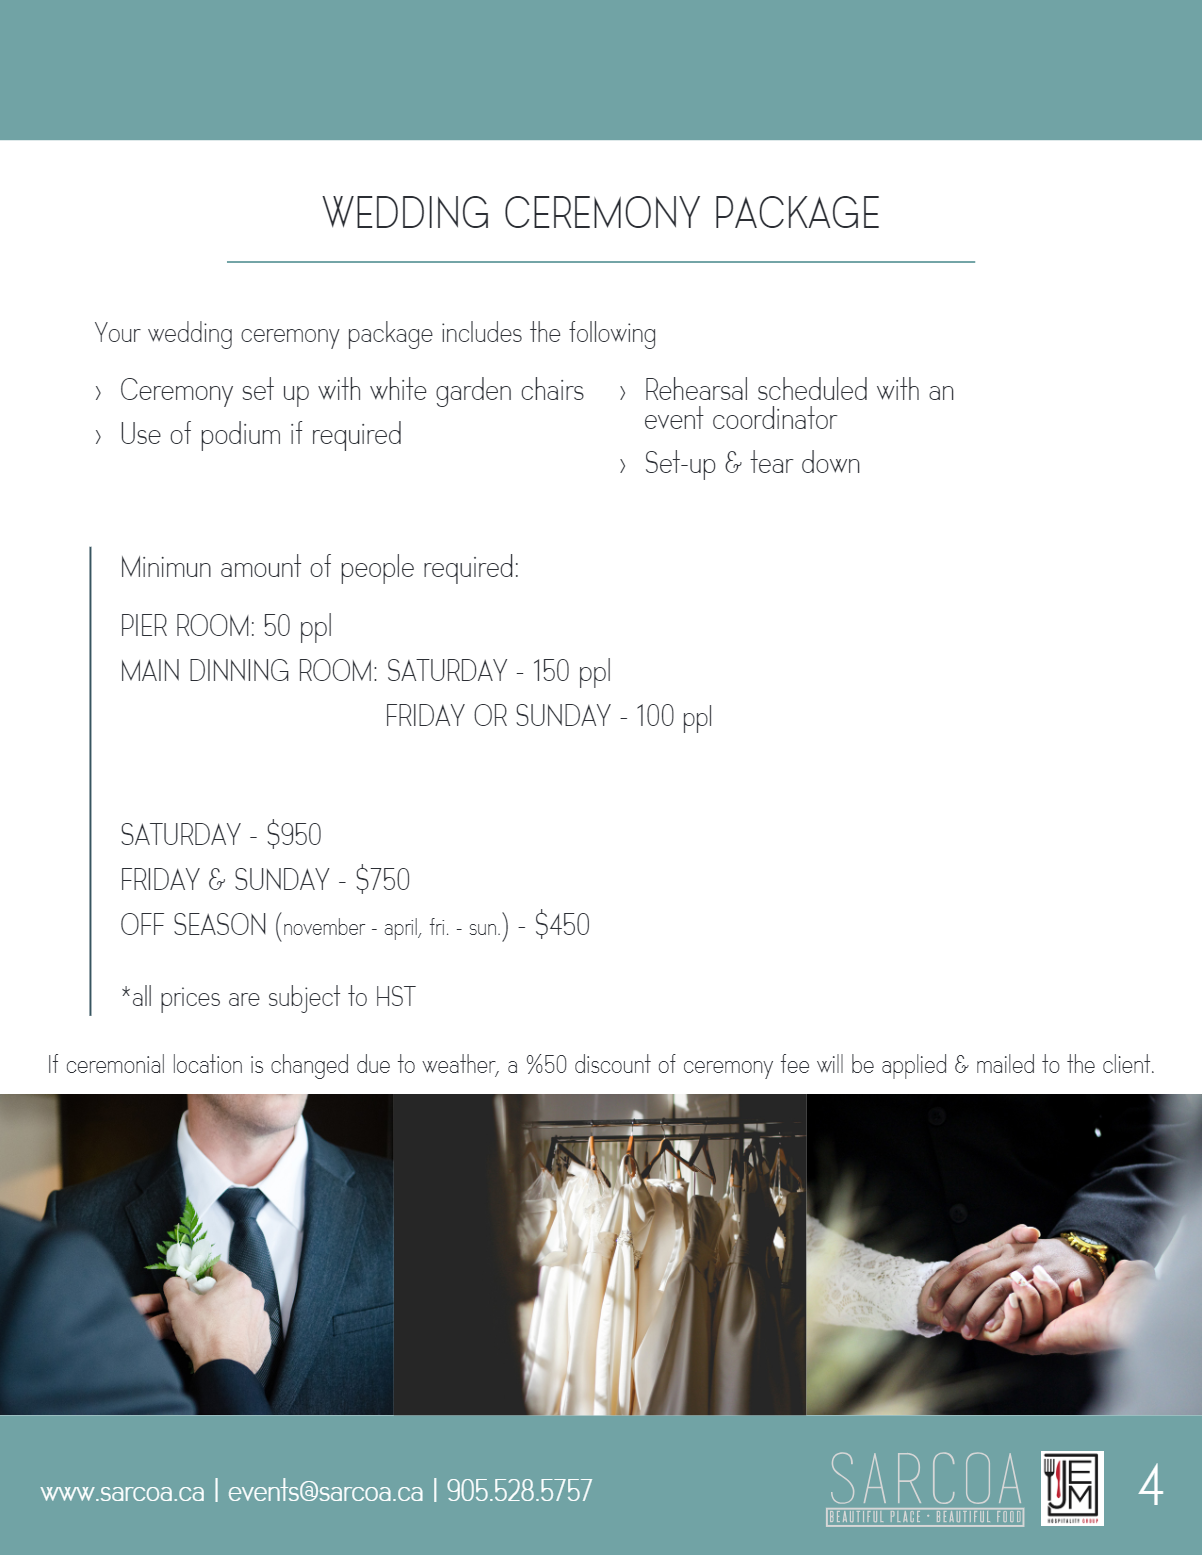 WEDDING CEREMONY PACKAGE
Your wedding ceremony package includes the following
› Ceremony set up with white garden chairs
› Use of podium if required
› Rehearsal scheduled with an
event coordinator
› Set-up & tear down
Minimun amount of people required:
PIER ROOM: 50 ppl
MAIN DINNING ROOM: SATURDAY - 150 ppl
FRIDAY OR SUNDAY - 100 ppl
SATURDAY - $950
FRIDAY & SUNDAY - $750
OFF SEASON (november - april, fri. - sun.) - $450
*all prices are subject to HST
If ceremonial location is changed due to weather, a %50 discount of ceremony fee will be applied & mailed to the client.
www.sarcoa.ca | events@sarcoa.ca | 905.528.5757
SARCOA
BEAUTIFUL PLACE • BEAUTIFUL FOOD
JEJM
HOSPITALITY GROUP
4